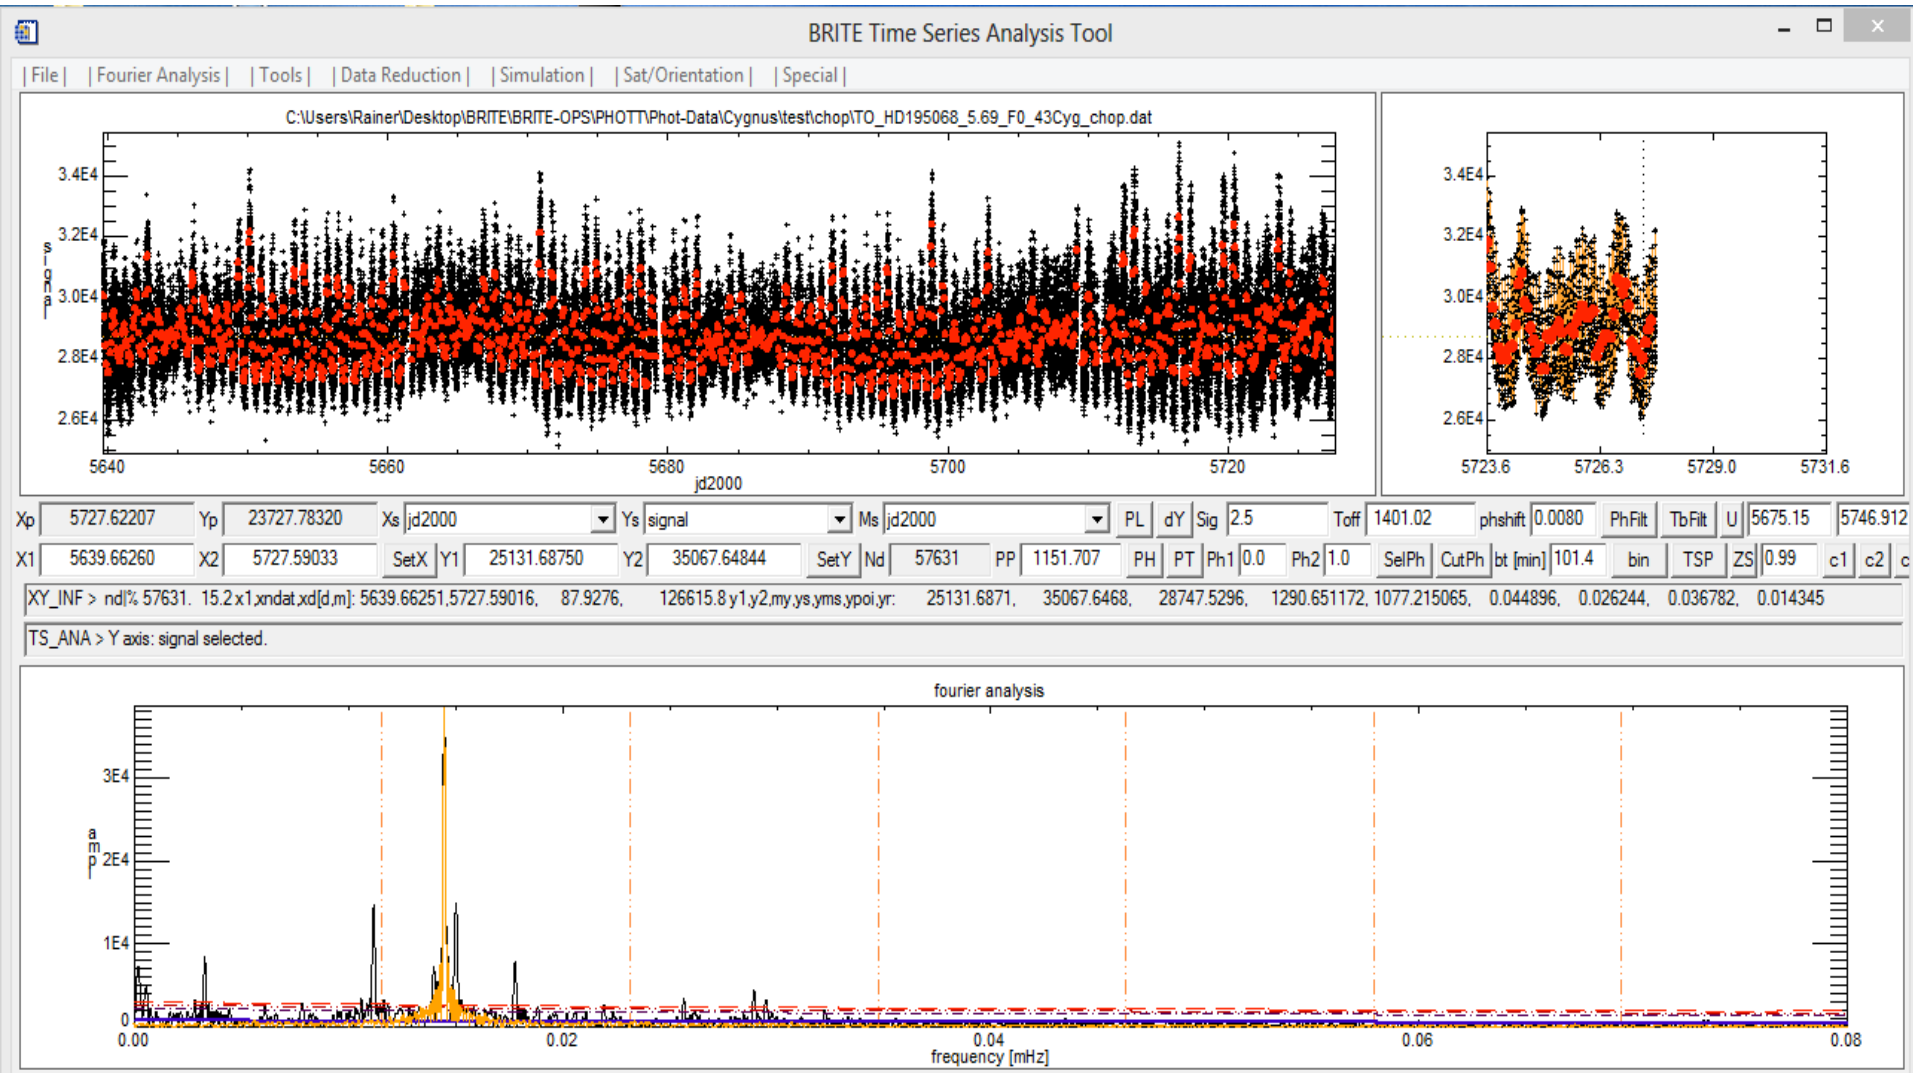 BRITE Time Series Analysis Tool
| File | | Fourier Analysis | | Tools | | Data Reduction | | Simulation | | Sat/Orientation | | Special |
C:\Users\Rainer\Desktop\BRITE\BRITE-OPS\PHOTT\Phot-Data\Cygnus\test\chop\TO_HD195068_5.69_F0_43Cyg_chop.dat
3.4E4
3.2E4
3.0E4
2.8E4
2.6E4
signal
5640 5660 5680 5700 5720
jd2000
3.4E4
3.2E4
3.0E4
2.8E4
2.6E4
5723.6 5726.3 5729.0 5731.6
Xp 5727.62207 Yp 23727.78320 Xs jd2000 Ys signal Ms jd2000 PL dY Sig 2.5 Toff 1401.02 phshift 0.0080 PhFilt TbFilt U 5675.15 5746.912
X1 5639.66260 X2 5727.59033 SetX Y1 25131.68750 Y2 35067.64844 SetY Nd 57631 PP 1151.707 PH PT Ph1 0.0 Ph2 1.0 SelPh CutPh bt [min] 101.4 bin TSP ZS 0.99 c1 c2 c
XY_INF > nd|% 57631. 15.2 x1,xndat,xd[d,m]: 5639.66251,5727.59016, 87.9276, 126615.8 y1,y2,my,ys,yms,ypoi,yr: 25131.6871, 35067.6468, 28747.5296, 1290.651172, 1077.215065, 0.044896, 0.026244, 0.036782, 0.014345
TS_ANA > Y axis: signal selected.
fourier analysis
3E4
2E4
1E4
0
ampl
0.00 0.02 0.04 0.06 0.08
frequency [mHz]